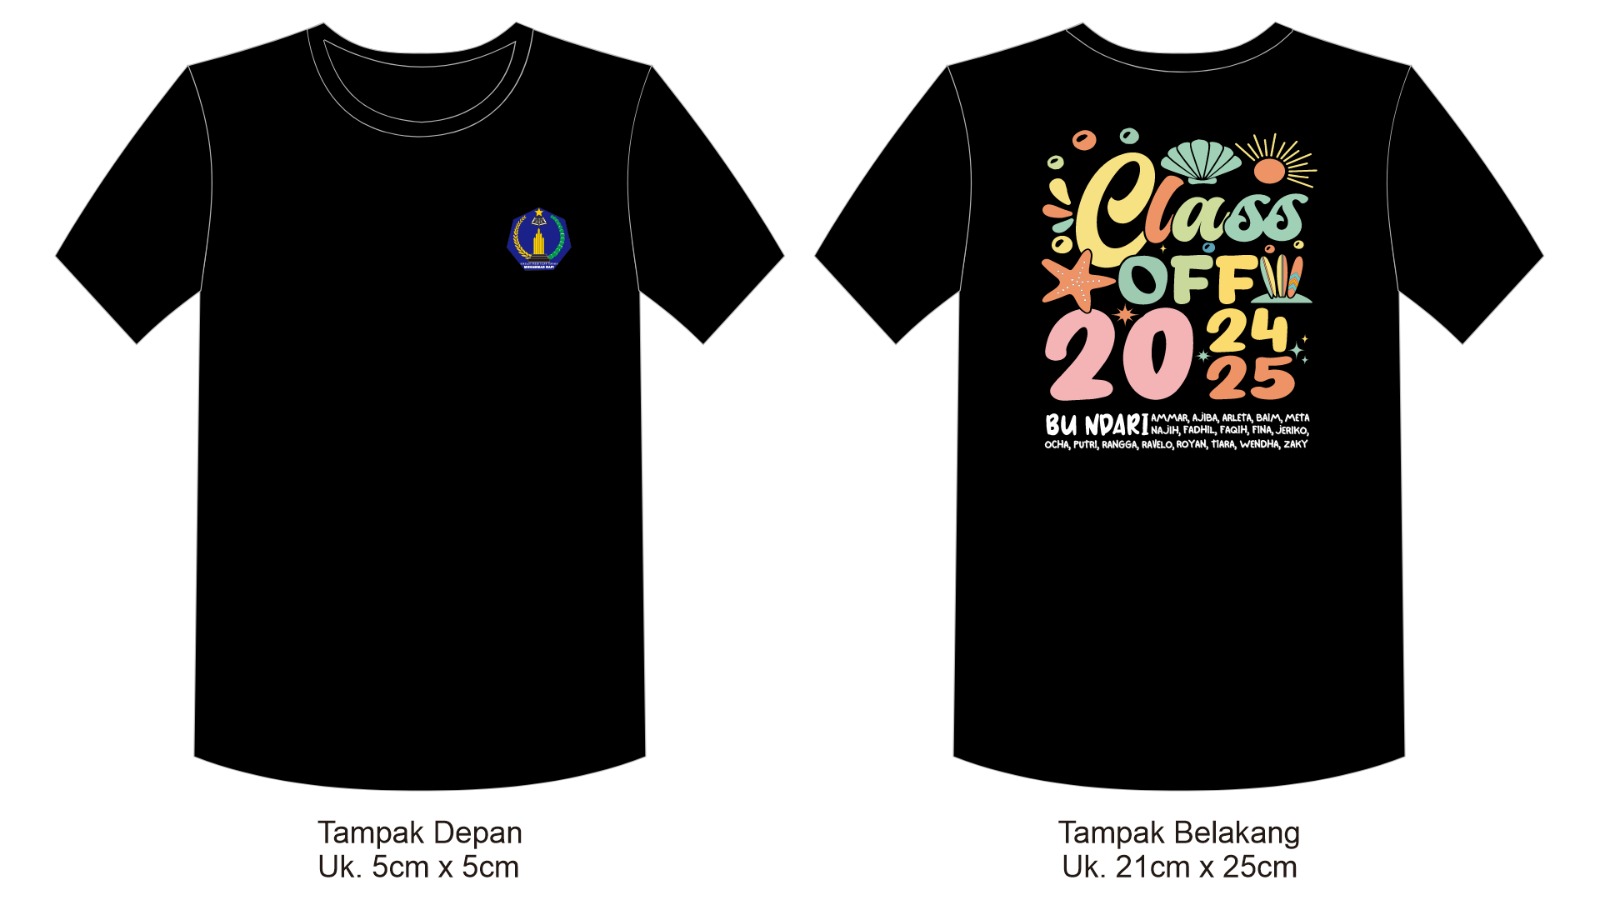 Class
OFF
20
24
25
BU NDARI AMMAR, AJIBA, ARLETA, BAIM, META
NAJIH, FADHIL, FAQIH, FINA, JERIKO,
OCHA, PUTRI, RANGGA, RAVELO, ROYAN, TIARA, WENDHA, ZAKY
Tampak Depan
Uk. 5cm x 5cm
Tampak Belakang
Uk. 21cm x 25cm